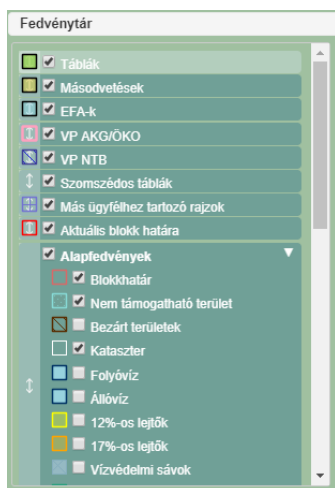 Fedvénytár
Táblák
Másodvetések
EFA-k
VP AKG/ÖKO
VP NTB
Szomszédos táblák
Más ügyfélhez tartozó rajzok
Aktuális blokk határa
Alapfedvények
Blokkhatár
Nem támogatható terület
Bezárt területek
Kataszter
Folyóvíz
Állóvíz
12%-os lejtők
17%-os lejtők
Vízvédelmi sávok